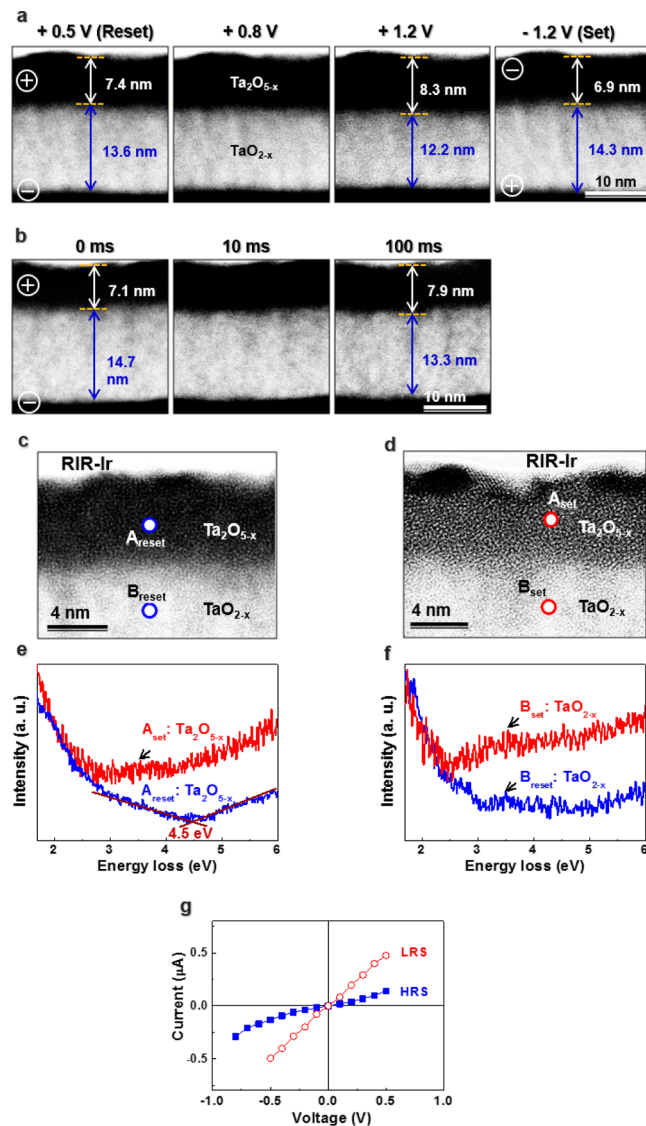 a
+ 0.5 V (Reset)
+ 0.8 V
+ 1.2 V
- 1.2 V (Set)
+
7.4 nm
Ta2O5-x
8.3 nm
−
6.9 nm
13.6 nm
TaO2-x
12.2 nm
14.3 nm
−
+
10 nm
b
0 ms
10 ms
100 ms
+
7.1 nm
7.9 nm
14.7
nm
13.3 nm
−
10 nm
c
RIR-Ir
Areset
Ta2O5-x
Breset
TaO2-x
4 nm
d
RIR-Ir
Aset
Ta2O5-x
Bset
TaO2-x
4 nm
e
Intensity (a. u.)
Aset: Ta2O5-x
Areset: Ta2O5-x
4.5 eV
2 3 4 5 6
Energy loss (eV)
f
Intensity (a. u.)
Bset: TaO2-x
Breset: TaO2-x
2 3 4 5 6
Energy loss (eV)
g
Current (µA)
0.5
0.0
-0.5
LRS
HRS
-1.0 -0.5 0.0 0.5 1.0
Voltage (V)